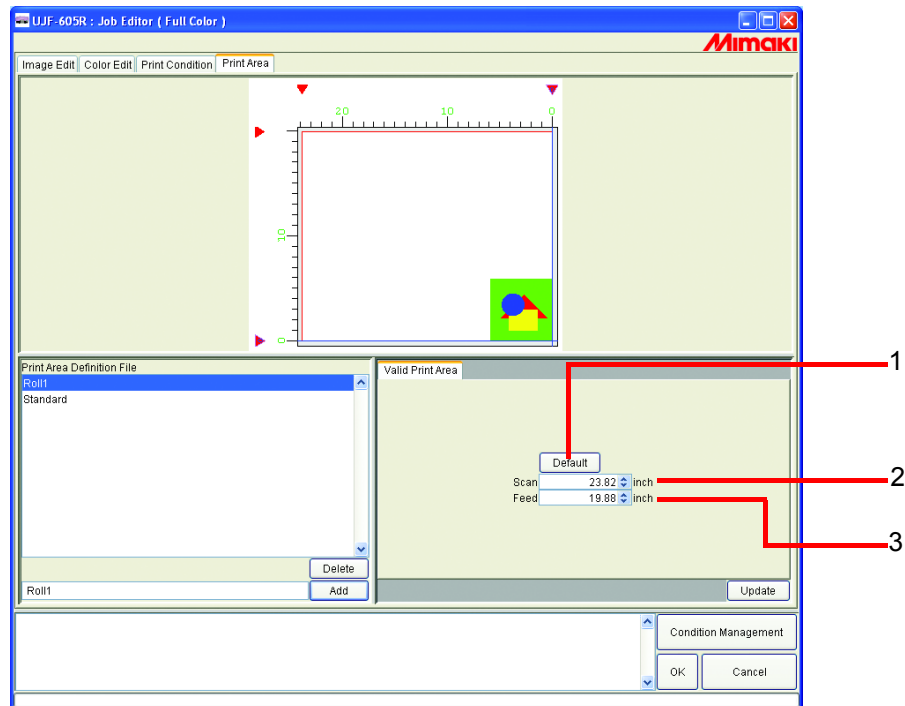 UJF-605R : Job Editor ( Full Color )
Mimaki
Image Edit Color Edit Print Condition Print Area
20 10 0
10
0
Print Area Definition File
Roll1
Standard
Delete
Roll1 Add
Valid Print Area
Default
Scan 23.82 inch
Feed 19.88 inch
Update
Condition Management
OK Cancel
1
2
3